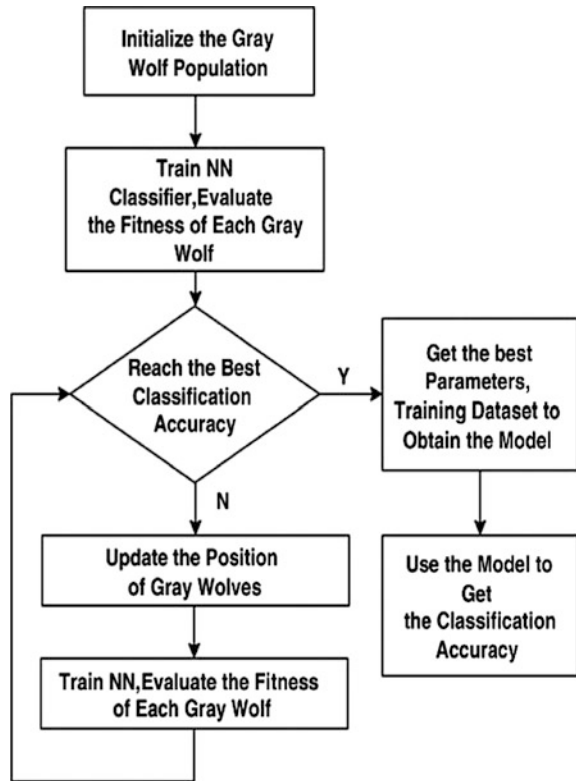 Initialize the Gray
Wolf Population
Train NN
Classifier,Evaluate
the Fitness of Each Gray
Wolf
Reach the Best
Classification
Accuracy
Y
N
Get the best
Parameters,
Training Dataset to
Obtain the Model
Update the Position
of Gray Wolves
Use the Model to
Get
the Classification
Accuracy
Train NN,Evaluate the Fitness
of Each Gray Wolf